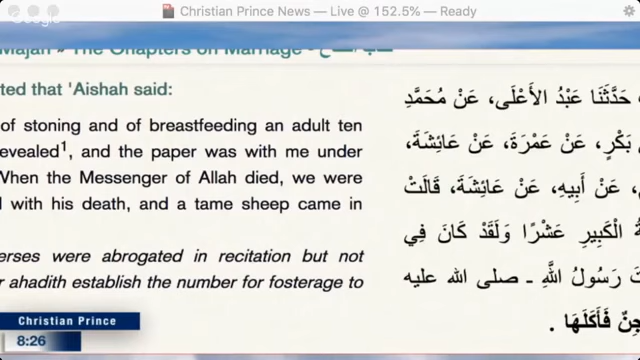 Christian Prince News — Live @ 152.5% — Ready
Google
Majah » The Chapters on Marriage -
ted that 'Aishah said:
of stoning and of breastfeeding an adult ten
evealed¹, and the paper was with me under
When the Messenger of Allah died, we were
d with his death, and a tame sheep came in
erses were abrogated in recitation but not
r ahadith establish the number for fosterage to
حَدَّثَنَا عَبْدُ الأَعْلَى، عَنْ مُحَمَّدِ
بَكْرٍ، عَنْ عَمْرَةَ، عَنْ عَائِشَةَ،
، عَنْ أَبِيهِ، عَنْ عَائِشَةَ، قَالَتْ
ةُ الْكَبِيرِ عَشْرًا وَلَقَدْ كَانَ فِي
تَ رَسُولُ اللَّهِ ـ صلى الله عليه
جِنٌ فَأَكَلَهَا .
Christian Prince
8:26